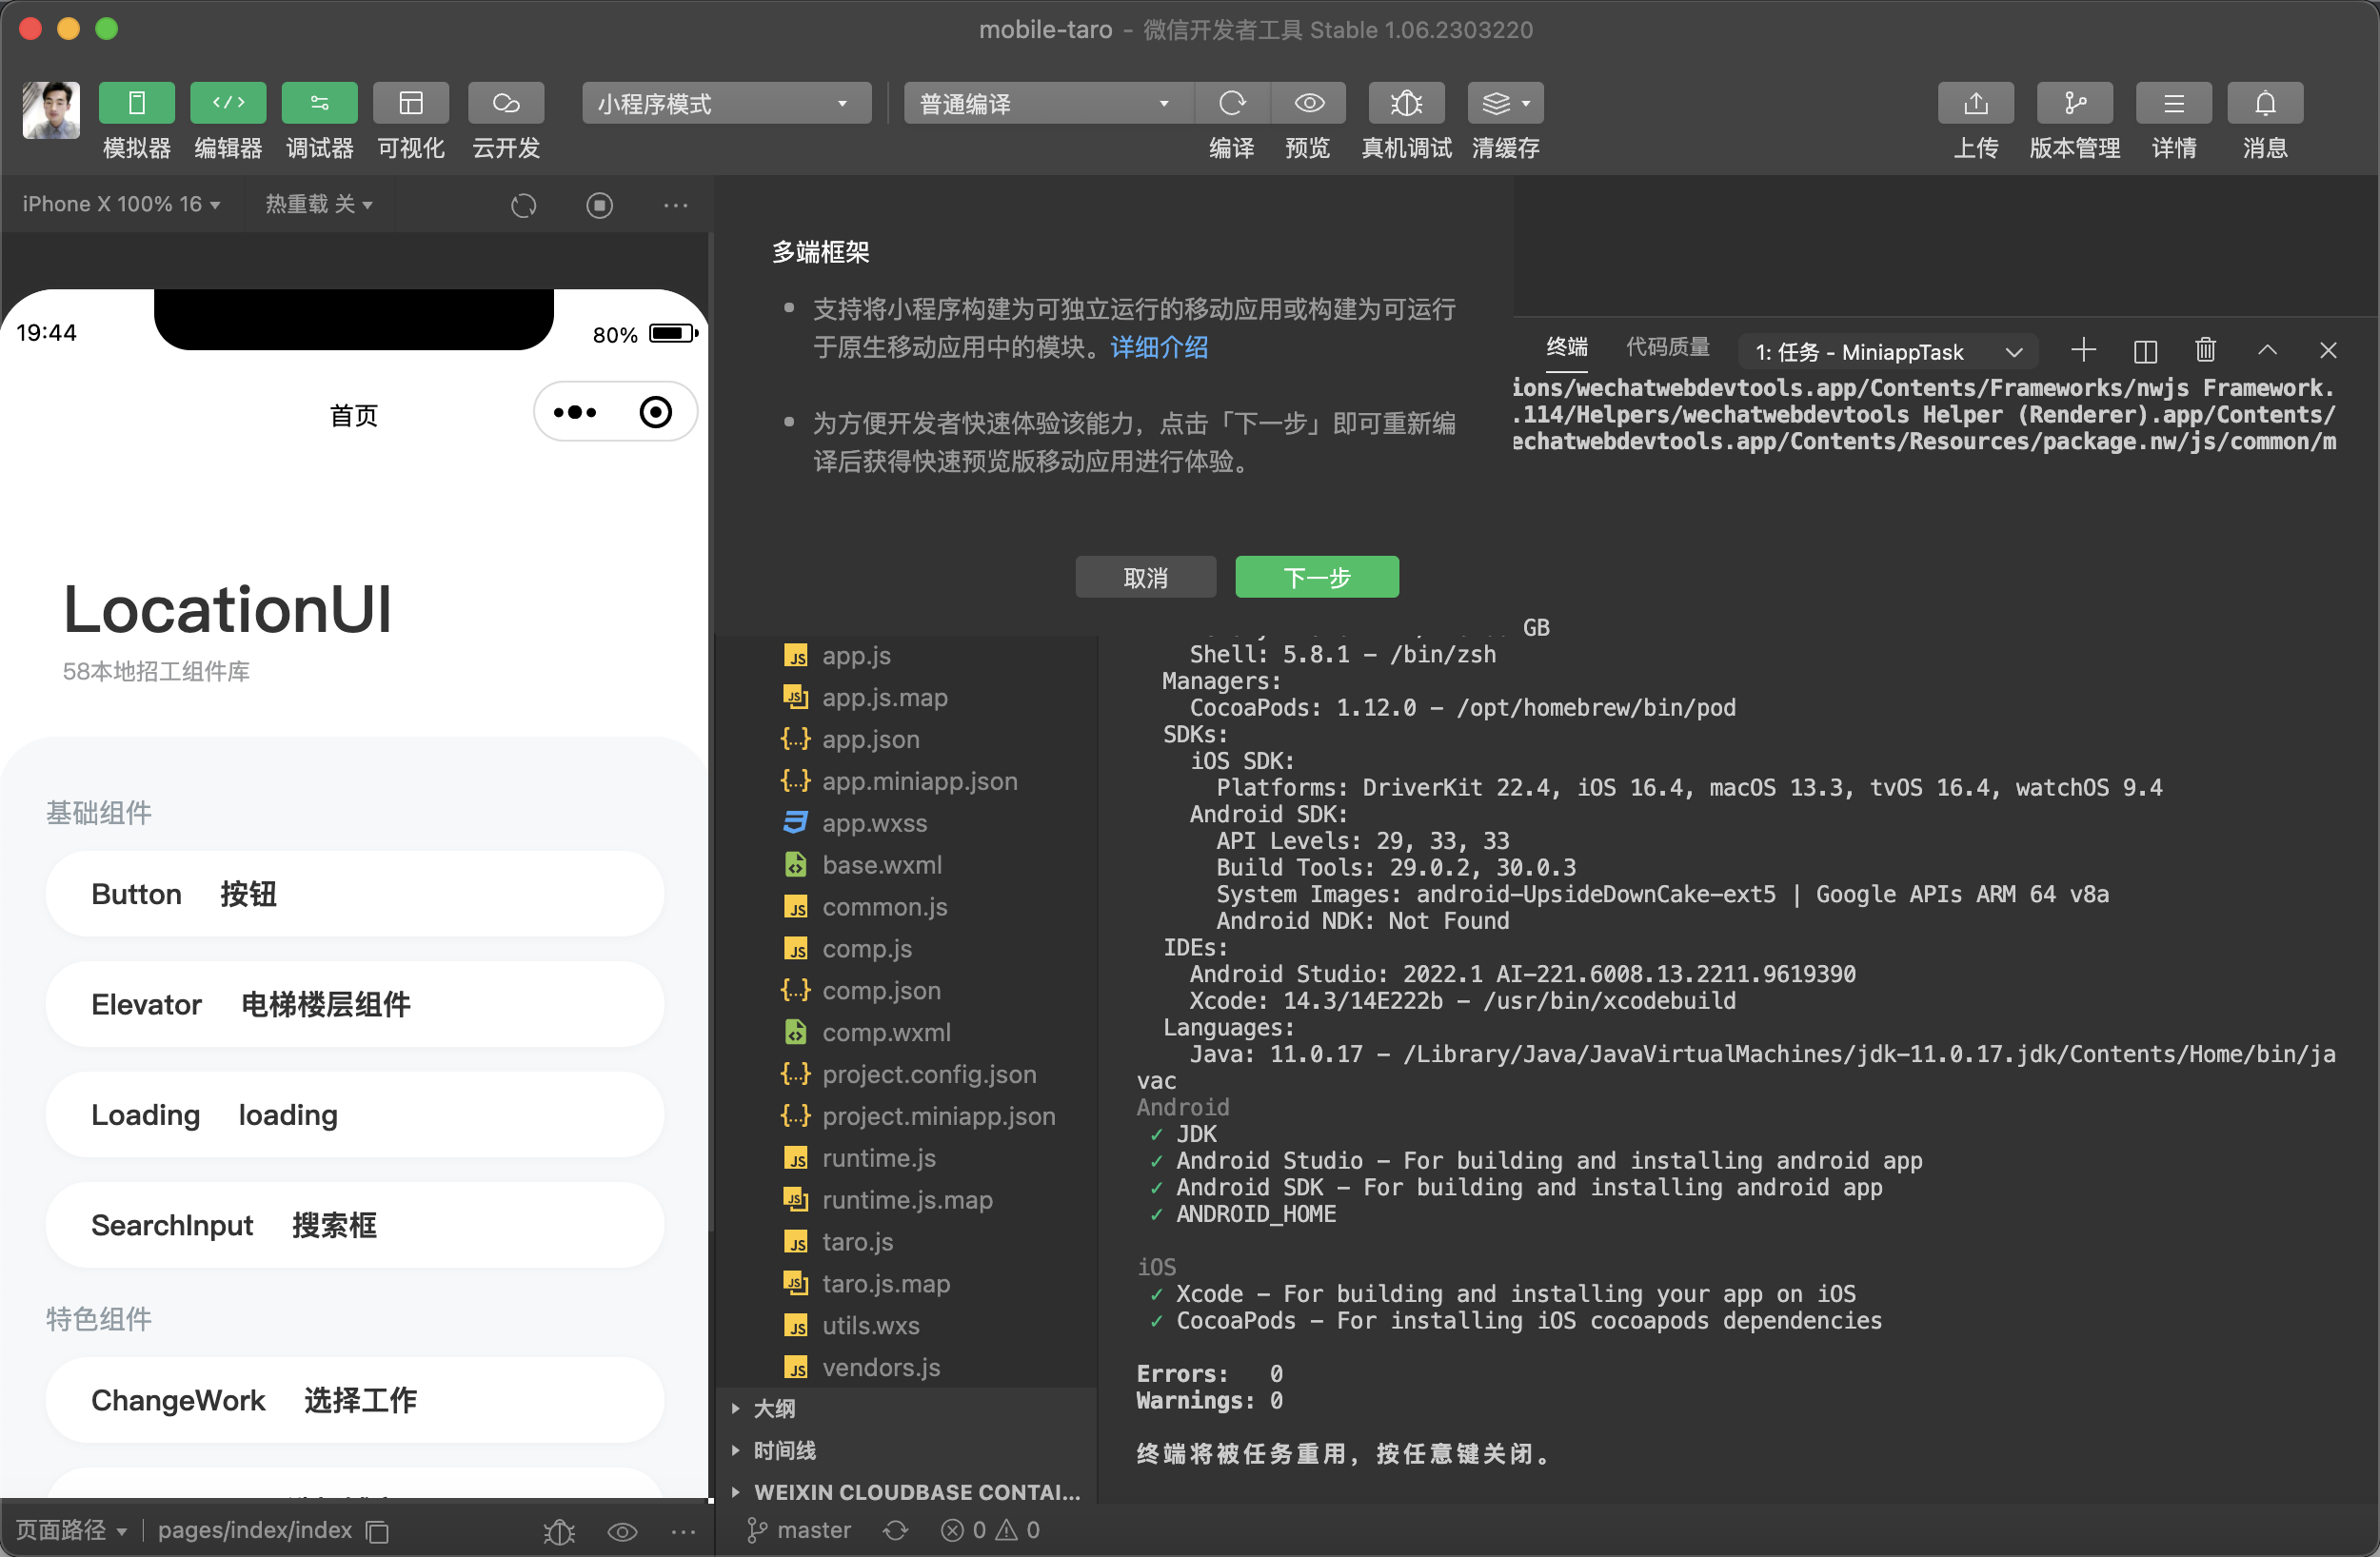 mobile-taro - 微信开发者工具 Stable 1.06.2303220
模拟器
编辑器
调试器
可视化
云开发
小程序模式
普通编译
编译
预览
真机调试
清缓存
上传
版本管理
详情
消息
iPhone X 100% 16
热重载 关
19:44
80%
首页
LocationUI
58本地招工组件库
基础组件
Button 按钮
Elevator 电梯楼层组件
Loading loading
SearchInput 搜索框
特色组件
ChangeWork 选择工作
页面路径
pages/index/index
多端框架
支持将小程序构建为可独立运行的移动应用或构建为可运行
于原生移动应用中的模块。详细介绍
为方便开发者快速体验该能力，点击「下一步」即可重新编
译后获得快速预览版移动应用进行体验。
取消
下一步
app.js
app.js.map
app.json
app.miniapp.json
app.wxss
base.wxml
common.js
comp.js
comp.json
comp.wxml
project.config.json
project.miniapp.json
runtime.js
runtime.js.map
taro.js
taro.js.map
utils.wxs
vendors.js
大纲
时间线
WEIXIN CLOUDBASE CONTAI...
master
0
0
终端
代码质量
1: 任务 - MiniappTask
ions/wechatwebdevtools.app/Contents/Frameworks/nwjs Framework.
.114/Helpers/wechatwebdevtools Helper (Renderer).app/Contents/
echatwebdevtools.app/Contents/Resources/package.nw/js/common/m
GB
Shell: 5.8.1 - /bin/zsh
Managers:
CocoaPods: 1.12.0 - /opt/homebrew/bin/pod
SDKs:
iOS SDK:
Platforms: DriverKit 22.4, iOS 16.4, macOS 13.3, tvOS 16.4, watchOS 9.4
Android SDK:
API Levels: 29, 33, 33
Build Tools: 29.0.2, 30.0.3
System Images: android-UpsideDownCake-ext5 | Google APIs ARM 64 v8a
Android NDK: Not Found
IDEs:
Android Studio: 2022.1 AI-221.6008.13.2211.9619390
Xcode: 14.3/14E222b - /usr/bin/xcodebuild
Languages:
Java: 11.0.17 - /Library/Java/JavaVirtualMachines/jdk-11.0.17.jdk/Contents/Home/bin/ja
vac
Android
✓ JDK
✓ Android Studio - For building and installing android app
✓ Android SDK - For building and installing android app
✓ ANDROID_HOME
iOS
✓ Xcode - For building and installing your app on iOS
✓ CocoaPods - For installing iOS cocoapods dependencies
Errors: 0
Warnings: 0
终端将被任务重用，按任意键关闭。